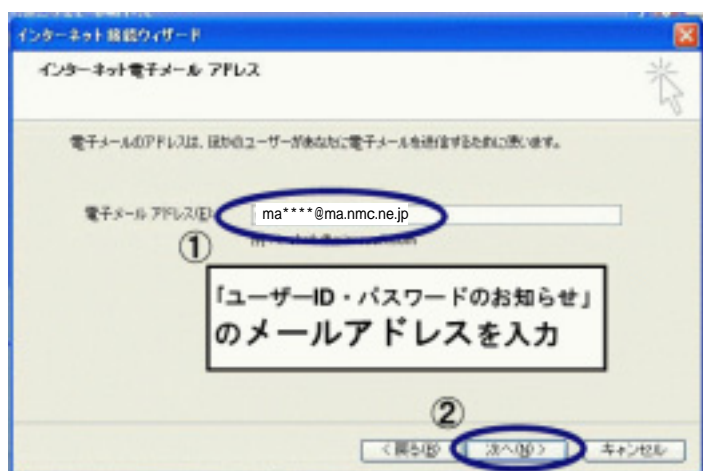 インターネット接続ウィザード
インターネット電子メール アドレス
電子メールのアドレスは、ほかのユーザーがあなたに電子メールを送信するために使います。
電子メール アドレス(E):
ma****@ma.nmc.ne.jp
①
「ユーザーID・パスワードのお知らせ」
のメールアドレスを入力
②
< 戻る(B)
次へ(N) >
キャンセル